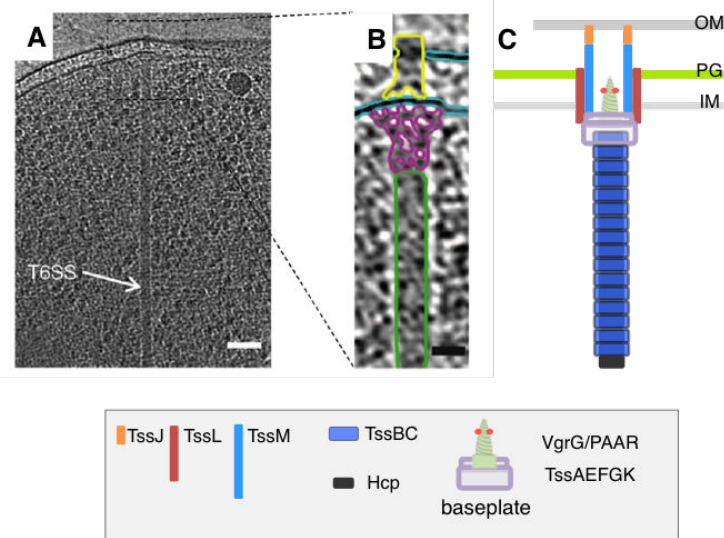 A
B
C
OM
P
PG
IM
T6SS
TssJ
TssL
TssM
TssBC
Hcp
VgrG/PAAR
TssAEFGK
baseplate